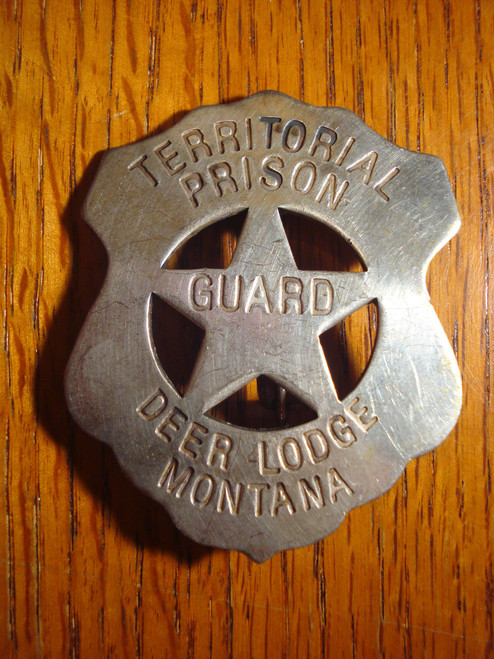 TERRITORIAL
PRISON
GUARD
DEER LODGE
MONTANA